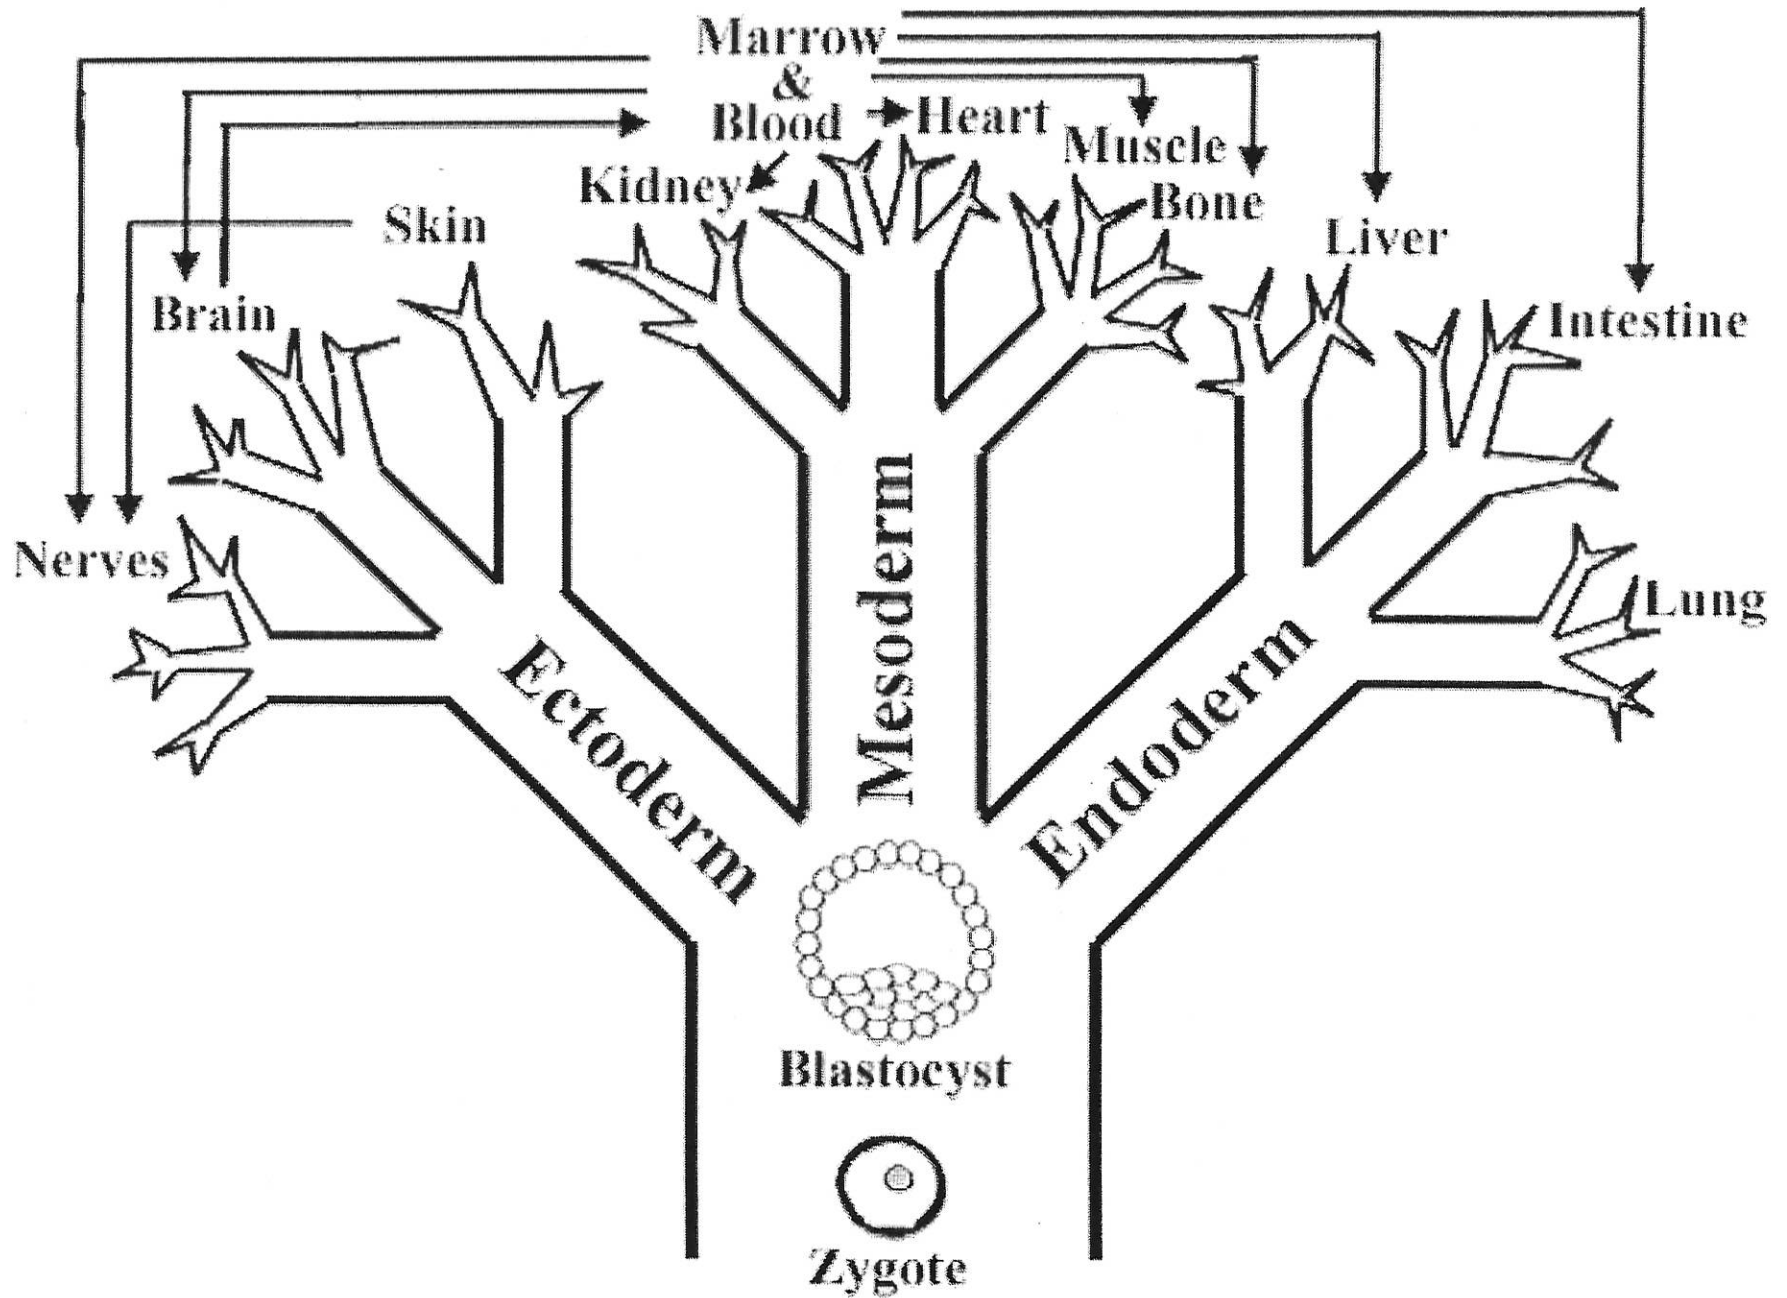 Marrow
&
Blood
Heart
Muscle
Kidney
Bone
Skin
Liver
Brain
Intestine
Nerves
Lung
Ectoderm
Mesoderm
Endoderm
Blastocyst
Zygote